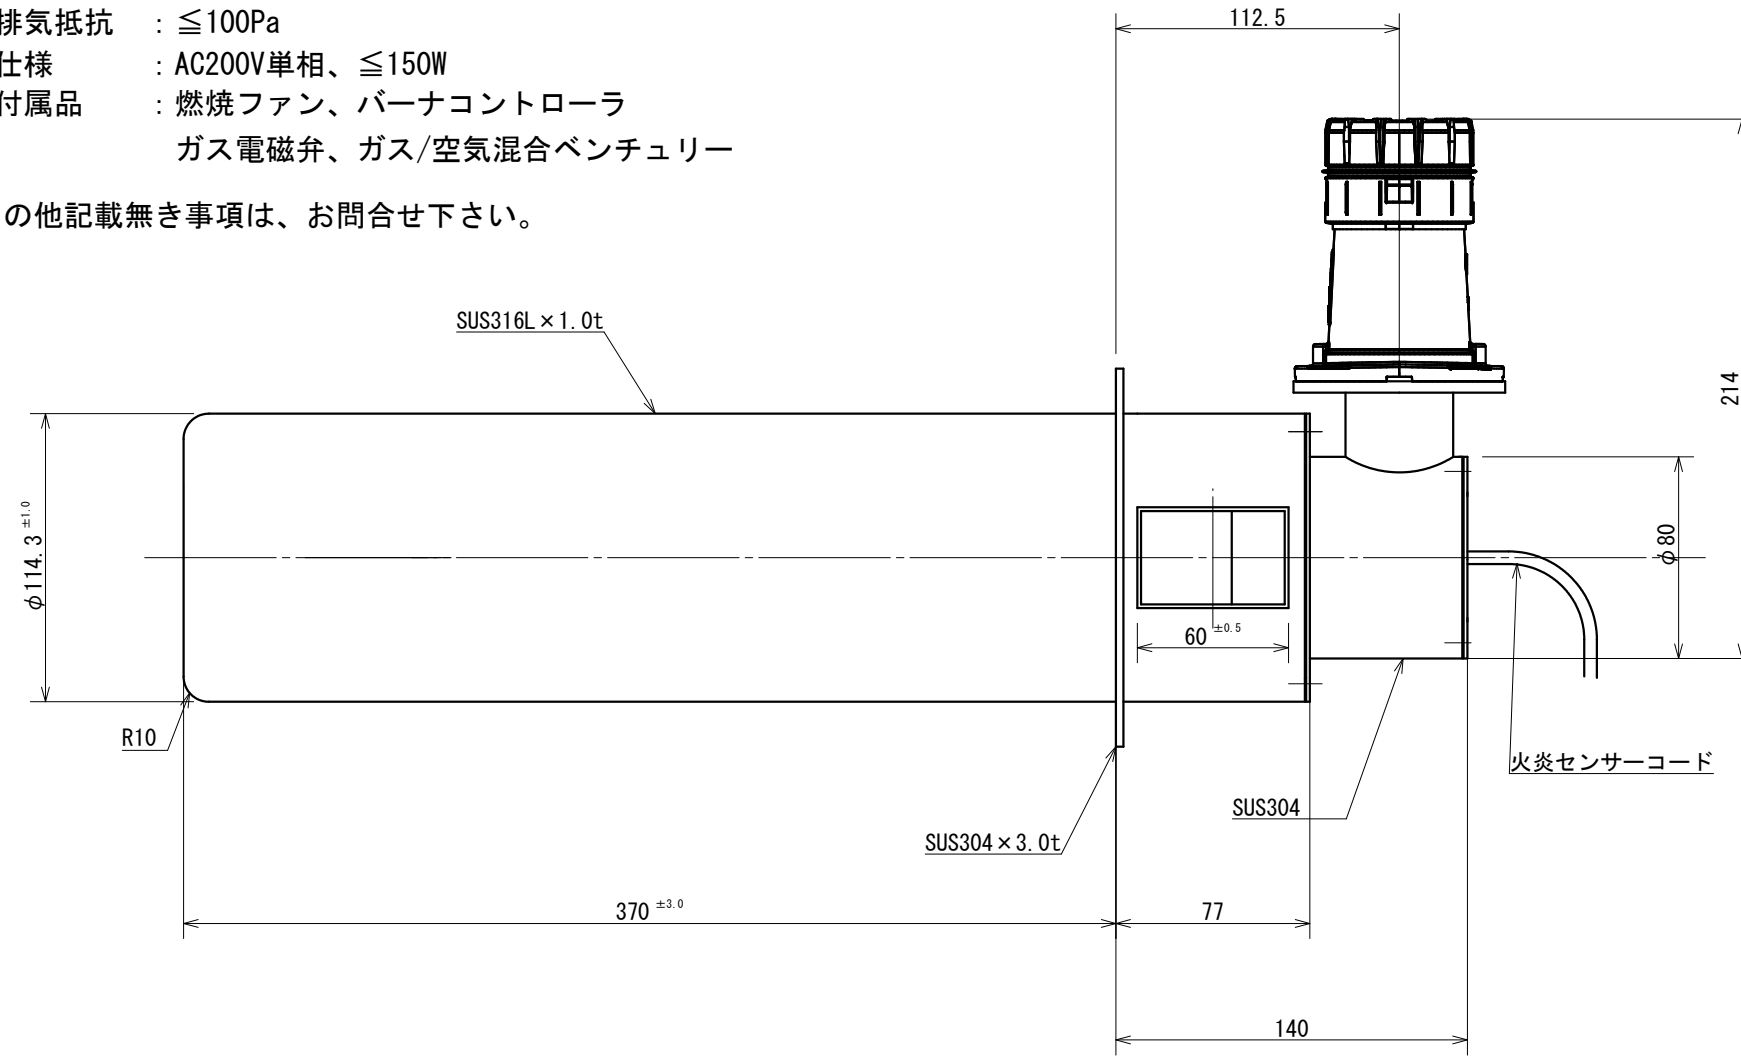 排気抵抗 : ≦100Pa
仕様 : AC200V単相、≦150W
付属品 : 燃焼ファン、バーナコントローラ
ガス電磁弁、ガス/空気混合ベンチュリー
の他記載無き事項は、お問合せ下さい。
112.5
SUS316L×1.0t
214
φ114.3 ±1.0
φ80
60 ±0.5
R10
火炎センサーコード
SUS304
SUS304×3.0t
370 ±3.0
77
140